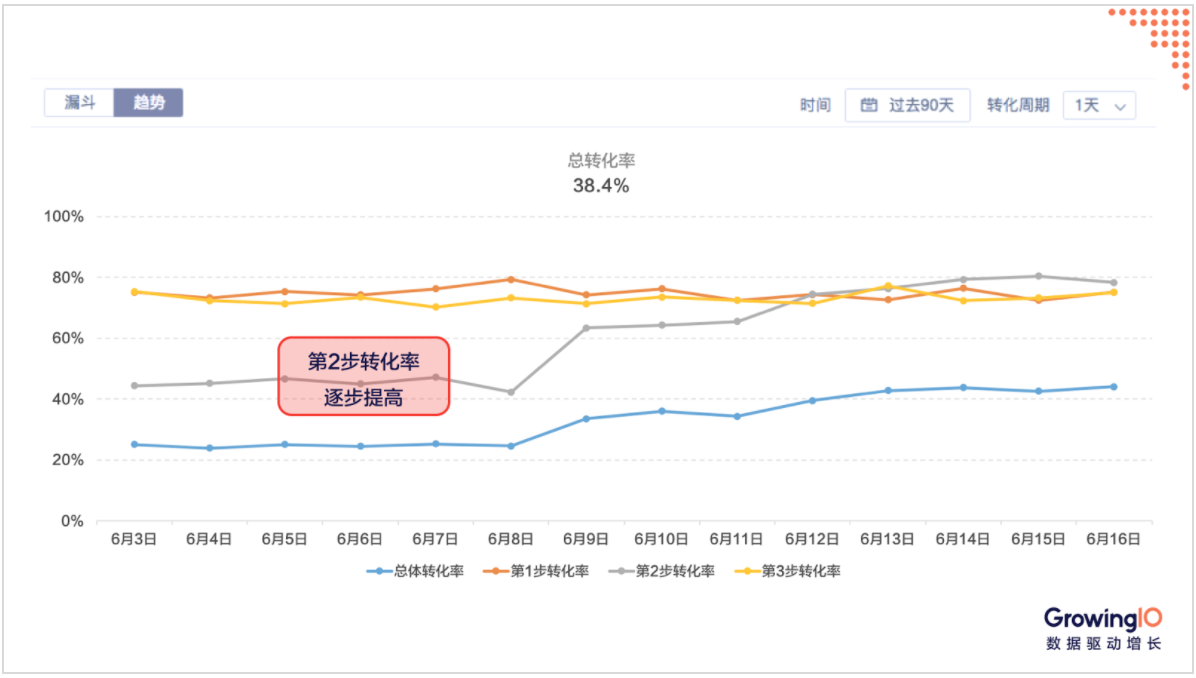 漏斗 趋势 时间 过去90天 转化周期 1天
总转化率
38.4%
100%
80%
60%
40%
20%
0%
第2步转化率
逐步提高
6月3日 6月4日 6月5日 6月6日 6月7日 6月8日 6月9日 6月10日 6月11日 6月12日 6月13日 6月14日 6月15日 6月16日
总体转化率 第1步转化率 第2步转化率 第3步转化率
GrowingIO
数据驱动增长